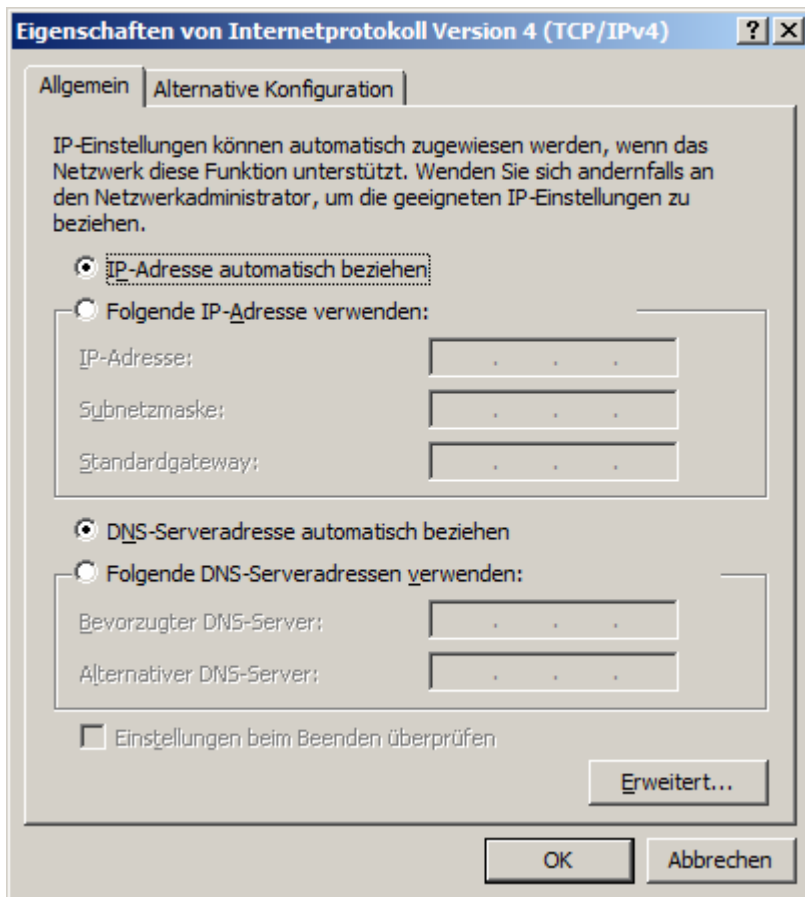 Eigenschaften von Internetprotokoll Version 4 (TCP/IPv4)
Allgemein
Alternative Konfiguration
IP-Einstellungen können automatisch zugewiesen werden, wenn das
Netzwerk diese Funktion unterstützt. Wenden Sie sich andernfalls an
den Netzwerkadministrator, um die geeigneten IP-Einstellungen zu
beziehen.
IP-Adresse automatisch beziehen
Folgende IP-Adresse verwenden:
IP-Adresse:
Subnetzmaske:
Standardgateway:
DNS-Serveradresse automatisch beziehen
Folgende DNS-Serveradressen verwenden:
Bevorzugter DNS-Server:
Alternativer DNS-Server:
Einstellungen beim Beenden überprüfen
Erweitert...
OK
Abbrechen